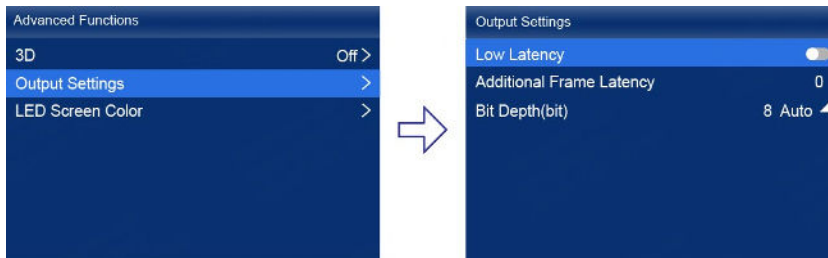 Advanced Functions
3D Off >
Output Settings >
LED Screen Color >
Output Settings
Low Latency
Additional Frame Latency 0
Bit Depth(bit) 8 Auto